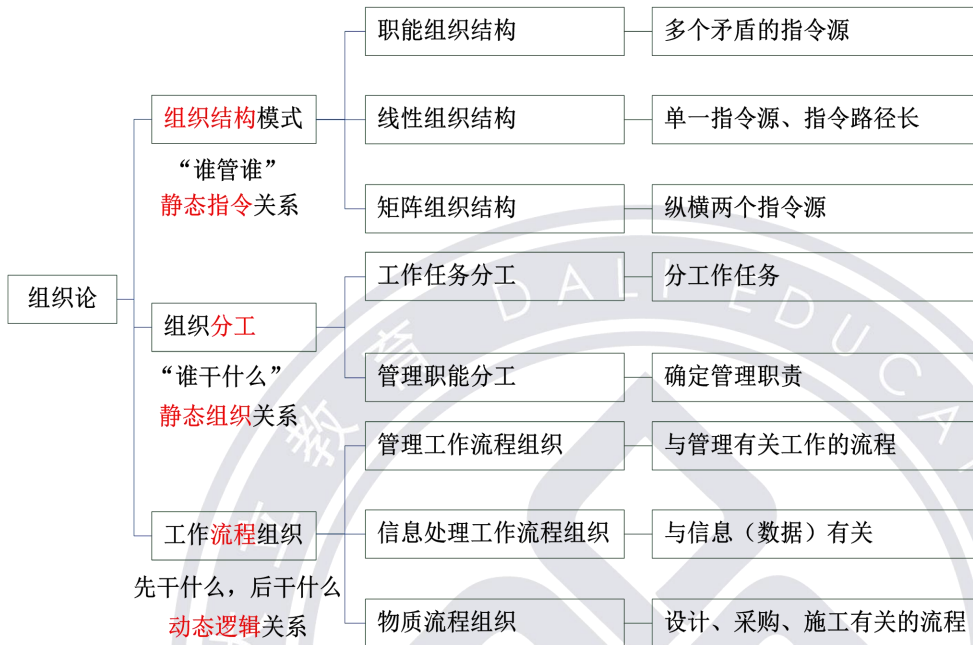 组织论
组织结构模式
“谁管谁”
静态指令关系
职能组织结构
多个矛盾的指令源
线性组织结构
单一指令源、指令路径长
矩阵组织结构
纵横两个指令源
组织分工
“谁干什么”
静态组织关系
工作任务分工
分工作任务
管理职能分工
确定管理职责
工作流程组织
先干什么，后干什么
动态逻辑关系
管理工作流程组织
与管理有关工作的流程
信息处理工作流程组织
与信息（数据）有关
物质流程组织
设计、采购、施工有关的流程
立教育 DALI EDUCA